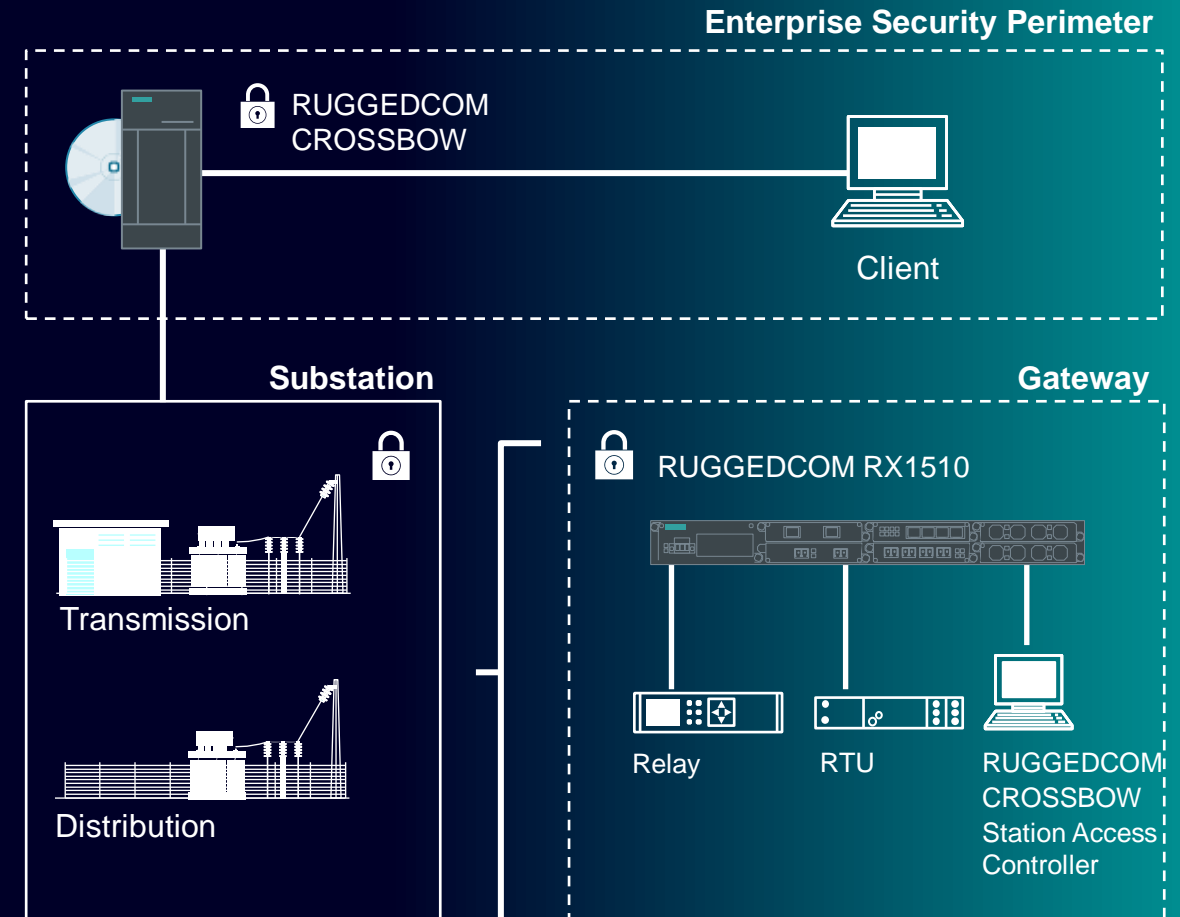 Enterprise Security Perimeter
RUGGEDCOM
CROSSBOW
Client
Substation
Gateway
RUGGEDCOM RX1510
Transmission
Distribution
Relay
RTU
RUGGEDCOM
CROSSBOW
Station Access
Controller